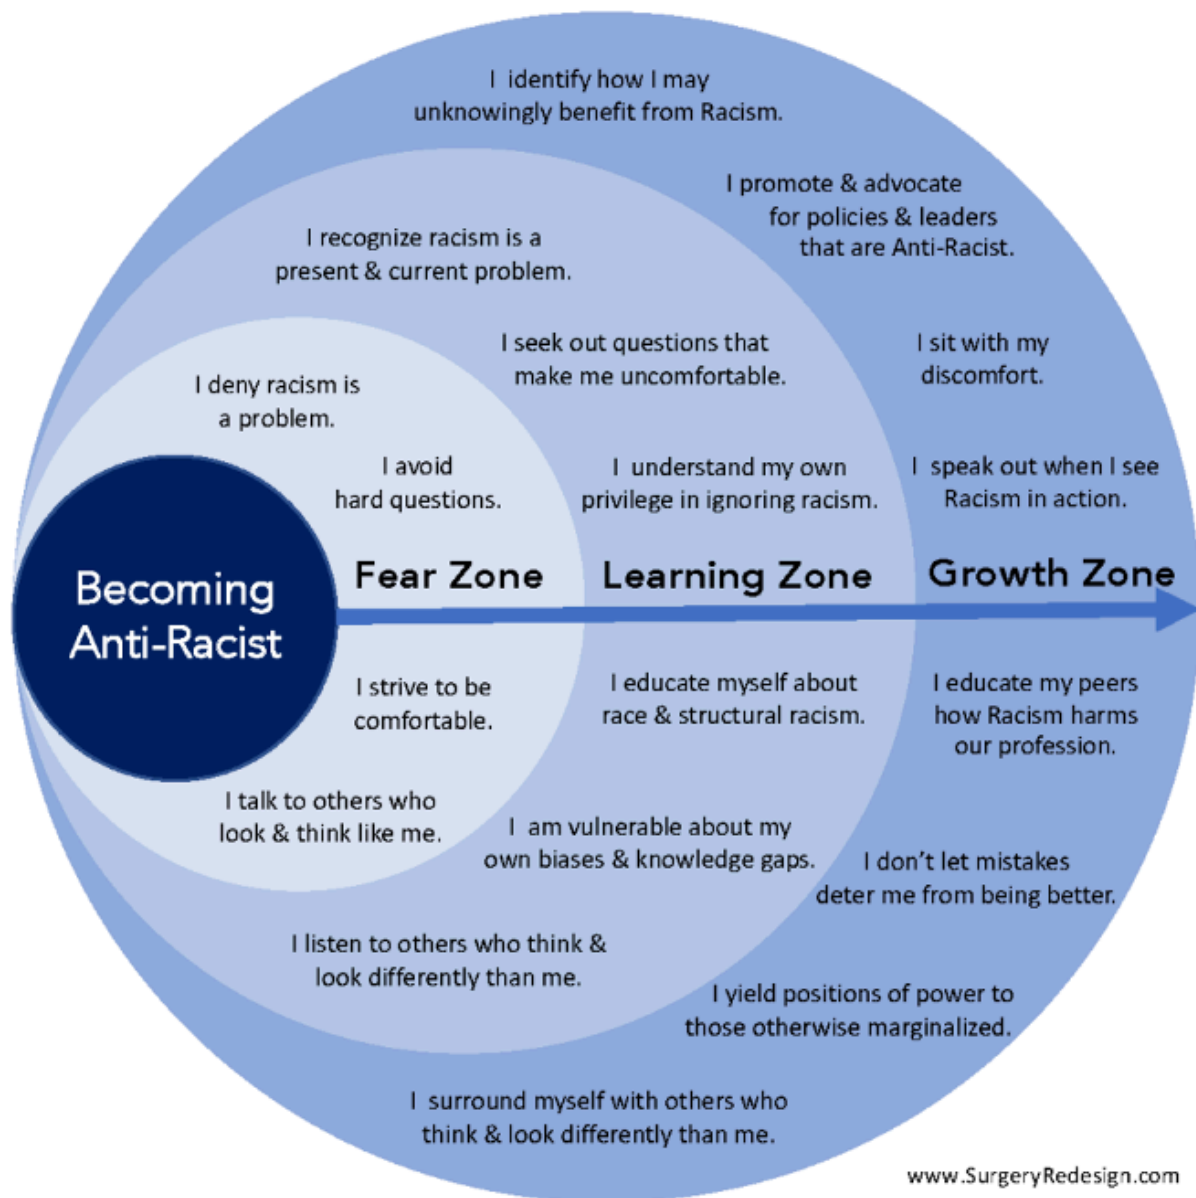 I identify how I may
unknowingly benefit from Racism.
I promote & advocate
for policies & leaders
that are Anti-Racist.
I recognize racism is a
present & current problem.
I seek out questions that
make me uncomfortable.
I sit with my
discomfort.
I deny racism is
a problem.
I avoid
hard questions.
I understand my own
privilege in ignoring racism.
I speak out when I see
Racism in action.
Becoming
Anti-Racist
Fear Zone
Learning Zone
Growth Zone
I strive to be
comfortable.
I educate myself about
race & structural racism.
I educate my peers
how Racism harms
our profession.
I talk to others who
look & think like me.
I am vulnerable about my
own biases & knowledge gaps.
I don’t let mistakes
deter me from being better.
I listen to others who think &
look differently than me.
I yield positions of power to
those otherwise marginalized.
I surround myself with others who
think & look differently than me.
www.SurgeryRedesign.com